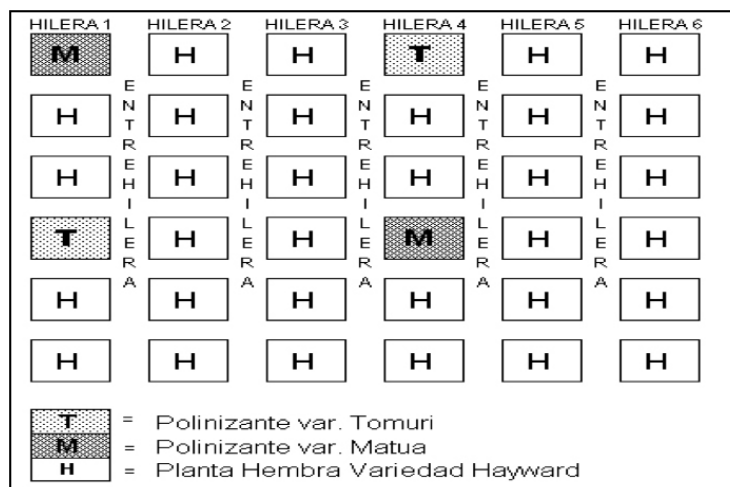 HILERA 1 HILERA 2 HILERA 3 HILERA 4 HILERA 5 HILERA 6
M H H T H H
H H H H H H
H H H H H H
T H H M H H
H H H H H H
H H H H H H
ENTREHILERA ENTREHILERA ENTREHILERA ENTREHILERA ENTREHILERA
T = Polinizante var. Tomuri
M = Polinizante var. Matua
H = Planta Hembra Variedad Hayward